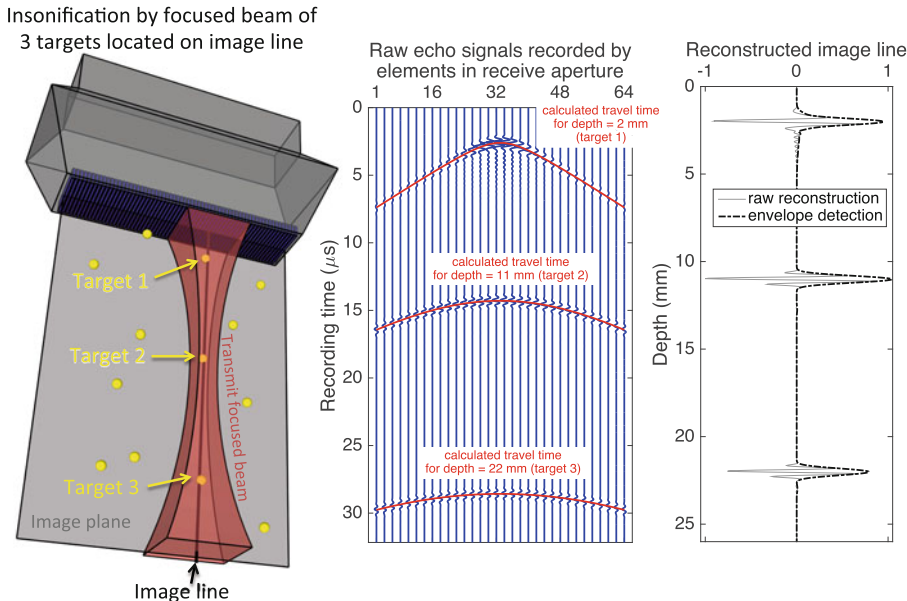 Insonification by focused beam of
3 targets located on image line
Target 1
Target 2
Target 3
Transmit focused beam
Image plane
Image line
Raw echo signals recorded by
elements in receive aperture
1 16 32 48 64
calculated travel time
for depth = 2 mm
(target 1)
calculated travel time
for depth = 11 mm (target 2)
calculated travel time
for depth = 22 mm (target 3)
Recording time (μs)
0
5
10
15
20
25
30
Reconstructed image line
-1 0 1
raw reconstruction
envelope detection
Depth (mm)
0
5
11
16
22
25